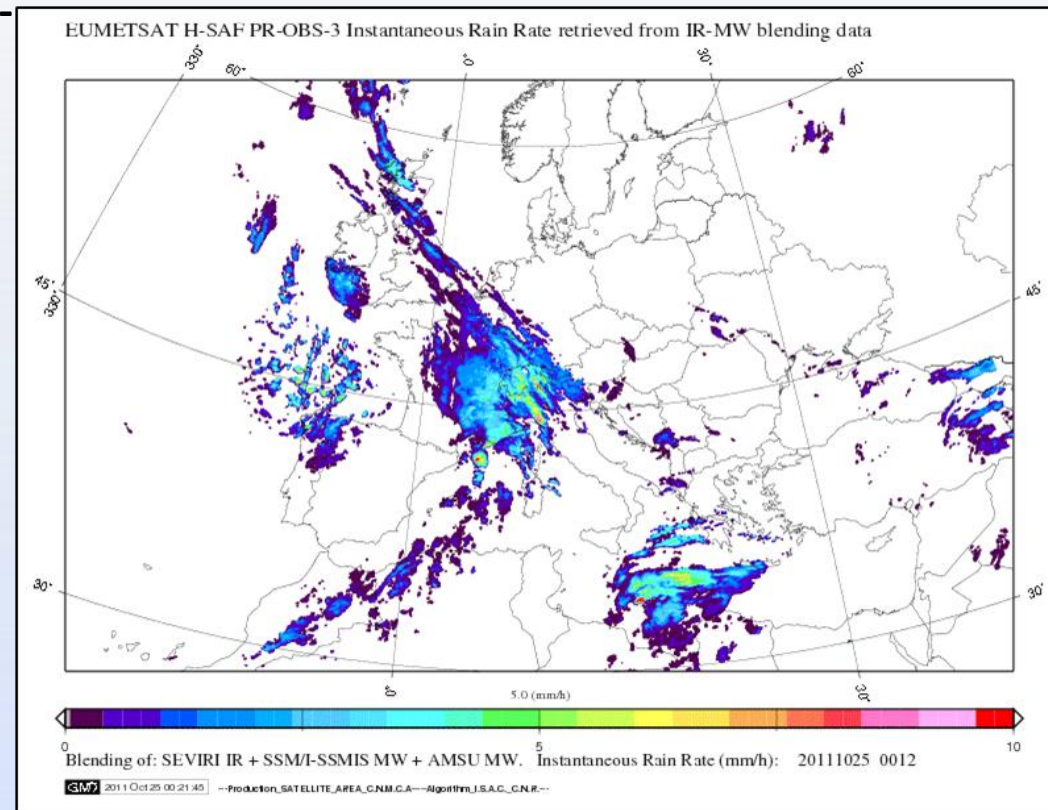 EUMETSAT H-SAF PR-OBS-3 Instantaneous Rain Rate retrieved from IR-MW blending data
330° 60° 0° 30° 60°
45° 330° 45°
30° 30°
0° 5.0 (mm/h) 30°
0 5 10
Blending of: SEVIRI IR + SSM/I-SSMIS MW + AMSU MW. Instantaneous Rain Rate (mm/h): 20111025 0012
GMT 2011 Oct 25 00:21:45 --Production_SATELLITE_AREA_C.N.M.C.A---Algorithm_I.S.A.C._C.N.R.--